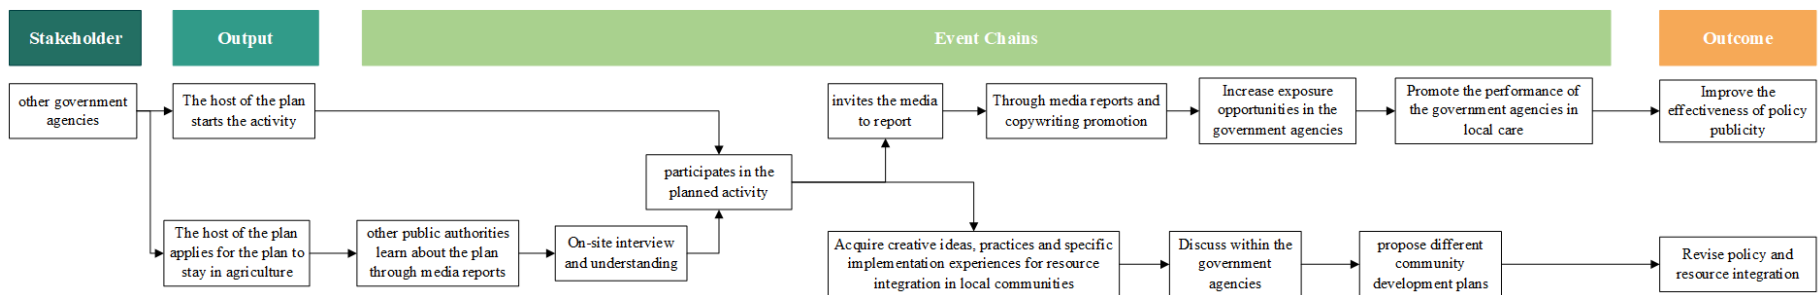 Stakeholder
Output
Event Chains
Outcome
other government
agencies
The host of the plan
starts the activity
invites the media
to report
Through media reports and
copywriting promotion
Increase exposure
opportunities in the
government agencies
Promote the performance of
the government agencies in
local care
Improve the
effectiveness of policy
publicity
participates in the
planned activity
The host of the plan
applies for the plan to
stay in agriculture
other public authorities
learn about the plan
through media reports
On-site interview
and understanding
Acquire creative ideas, practices and specific
implementation experiences for resource
integration in local communities
Discuss within the
government
agencies
propose different
community
development plans
Revise policy and
resource integration